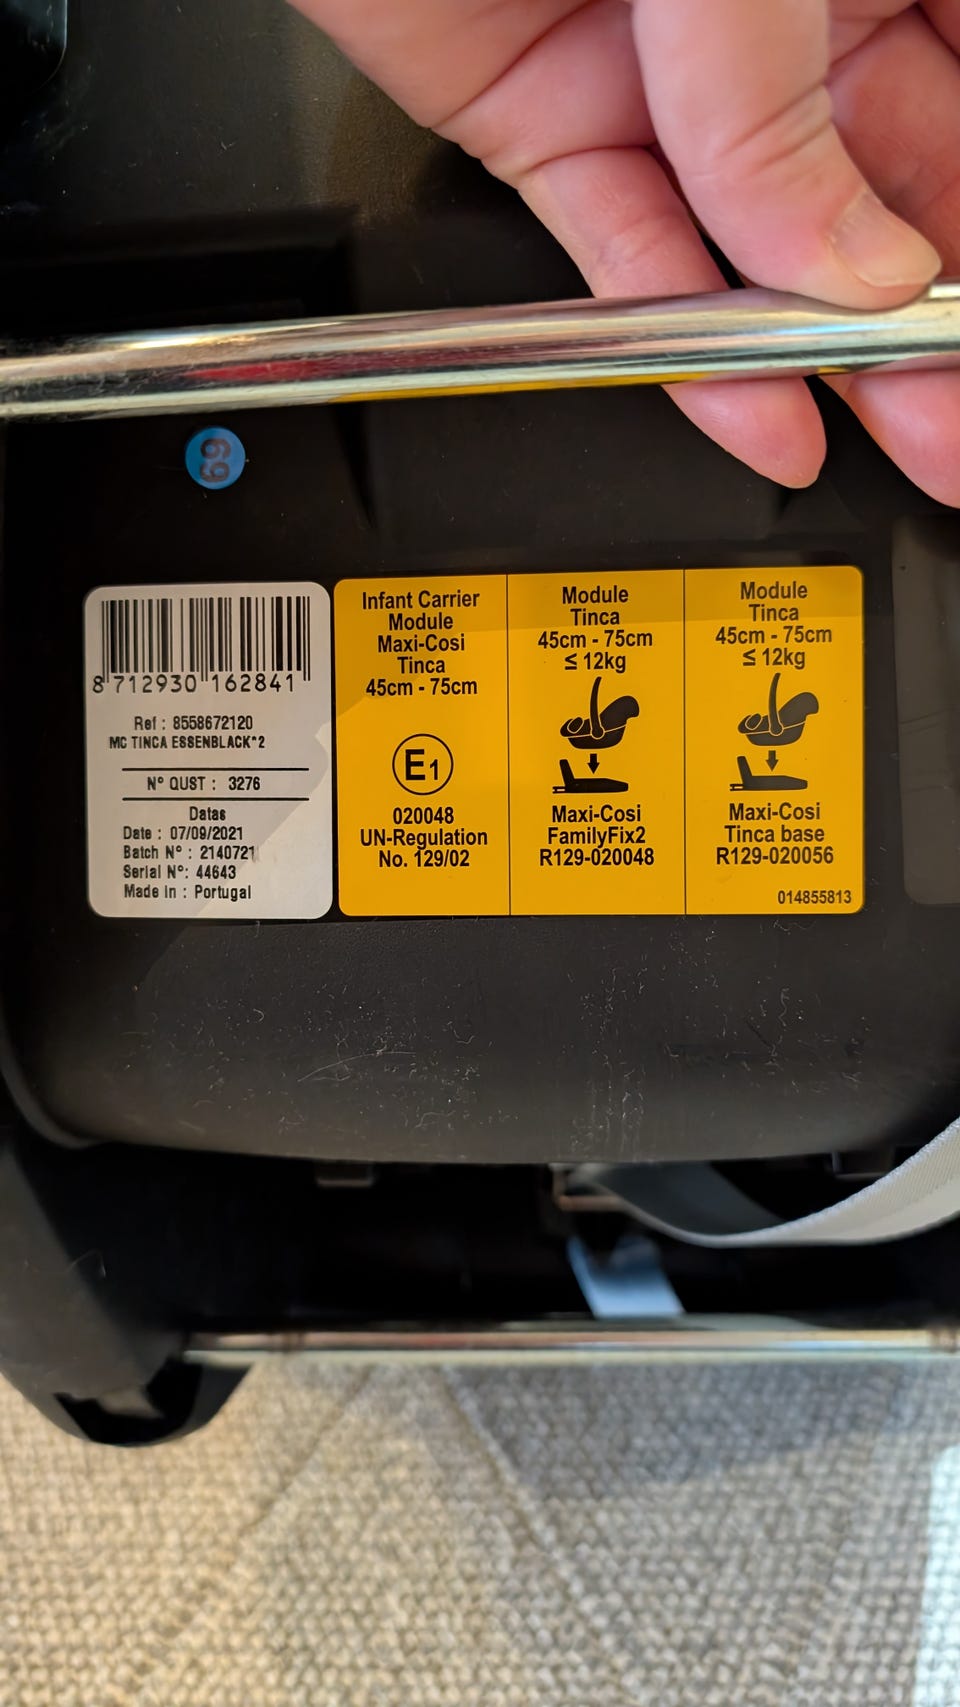 69
8 712930 162841
Ref : 8558672120
MC TINCA ESSENBLACK*2
N° QUST : 3276
Datas
Date : 07/09/2021
Batch N° : 2140721
Serial N°: 44643
Made in : Portugal
Infant Carrier
Module
Maxi-Cosi
Tinca
45cm - 75cm
E1
020048
UN-Regulation
No. 129/02
Module
Tinca
45cm - 75cm
≤ 12kg
Maxi-Cosi
FamilyFix2
R129-020048
Module
Tinca
45cm - 75cm
≤ 12kg
Maxi-Cosi
Tinca base
R129-020056
014855813